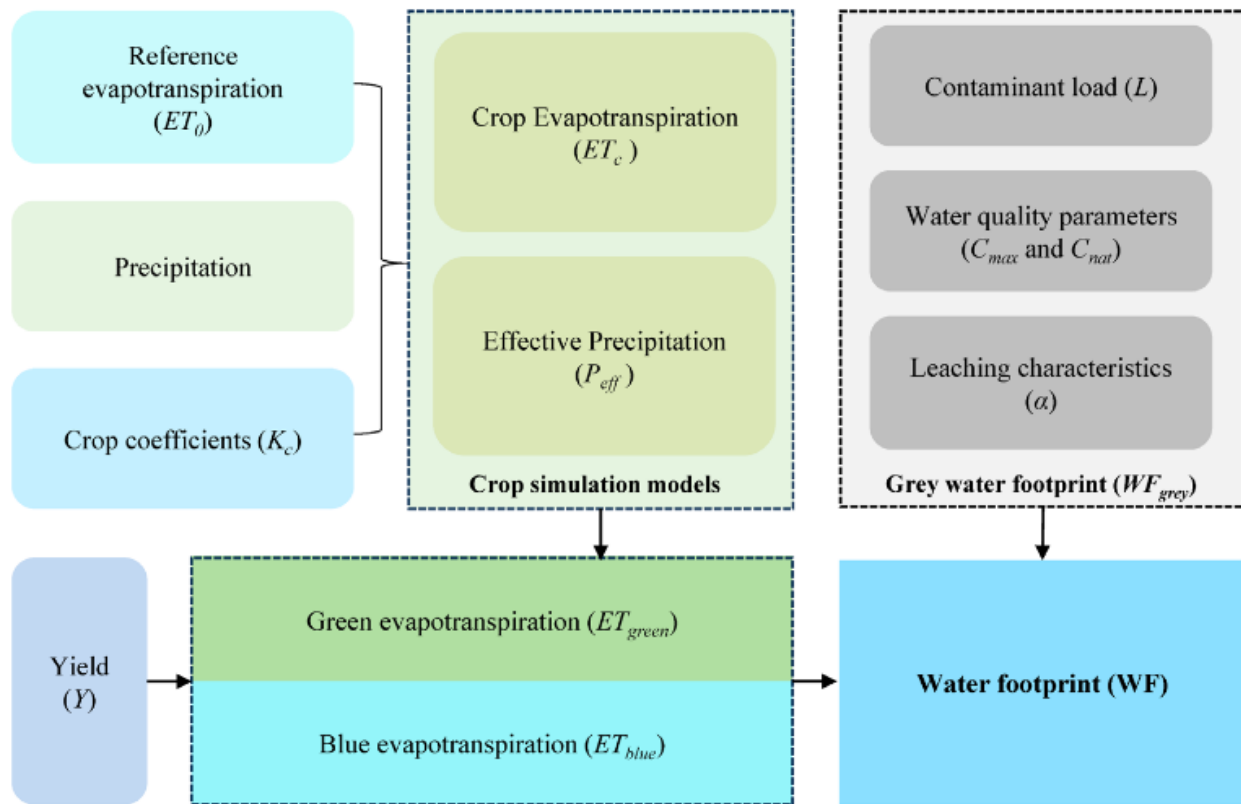 Reference
evapotranspiration
(ET0)
Precipitation
Crop coefficients (Kc)
Crop Evapotranspiration
(ETc )
Effective Precipitation
(Peff )
Crop simulation models
Contaminant load (L)
Water quality parameters
(Cmax and Cnat)
Leaching characteristics
(α)
Grey water footprint (WFgrey)
Yield
(Y)
Green evapotranspiration (ETgreen)
Blue evapotranspiration (ETblue)
Water footprint (WF)